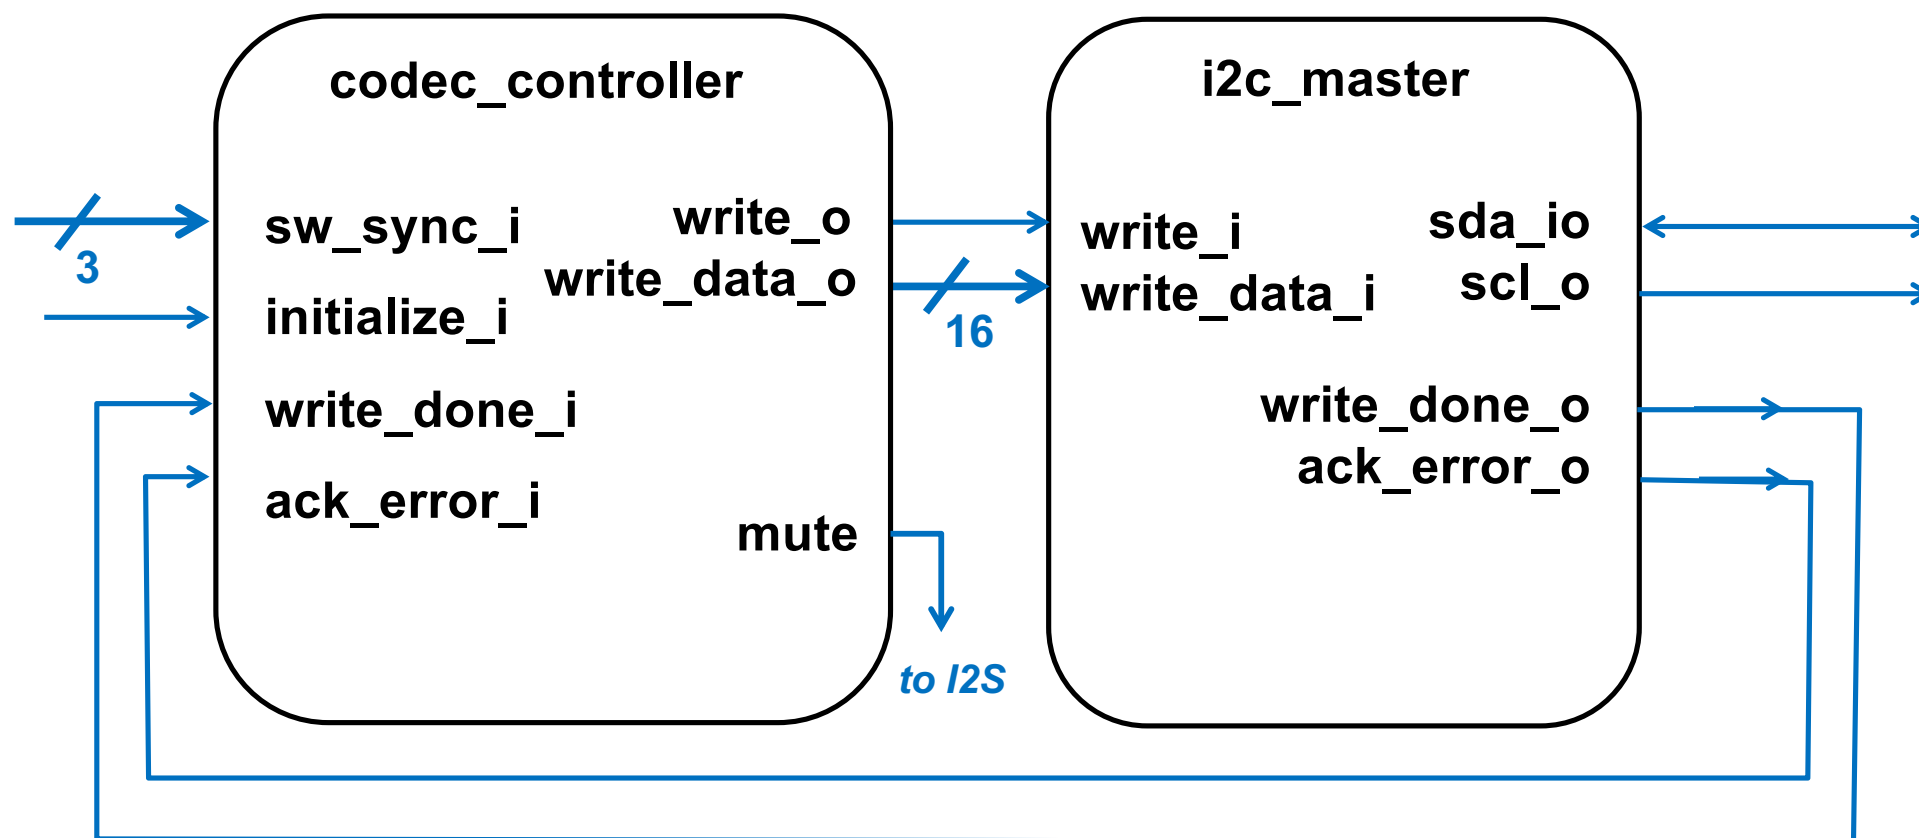 codec_controller
sw_sync_i
write_o
write_data_o
3
initialize_i
write_done_i
ack_error_i
mute
to I2S
16
i2c_master
write_i
sda_io
write_data_i
scl_o
write_done_o
ack_error_o